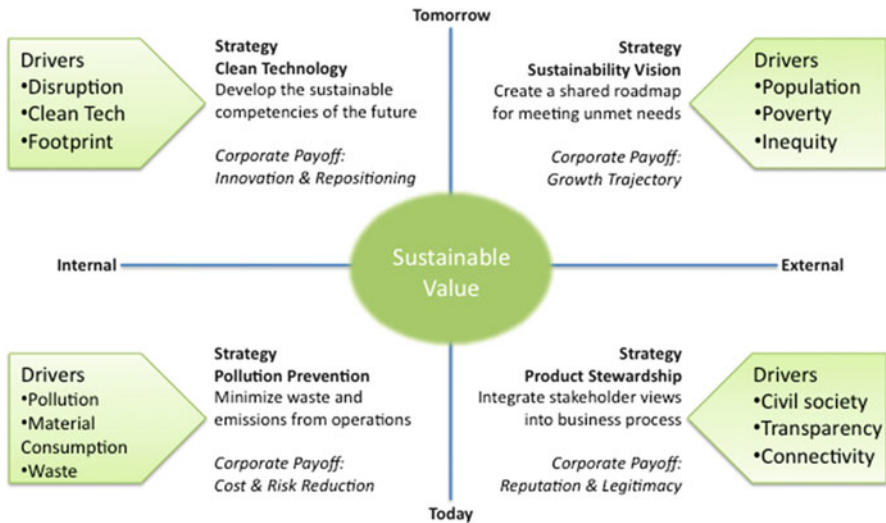 Tomorrow
Drivers
•Disruption
•Clean Tech
•Footprint
Strategy
Clean Technology
Develop the sustainable
competencies of the future
Corporate Payoff:
Innovation & Repositioning
Strategy
Sustainability Vision
Create a shared roadmap
for meeting unmet needs
Corporate Payoff:
Growth Trajectory
Drivers
•Population
•Poverty
•Inequity
Internal
Sustainable
Value
External
Drivers
•Pollution
•Material
Consumption
•Waste
Strategy
Pollution Prevention
Minimize waste and
emissions from operations
Corporate Payoff:
Cost & Risk Reduction
Strategy
Product Stewardship
Integrate stakeholder views
into business process
Corporate Payoff:
Reputation & Legitimacy
Drivers
•Civil society
•Transparency
•Connectivity
Today